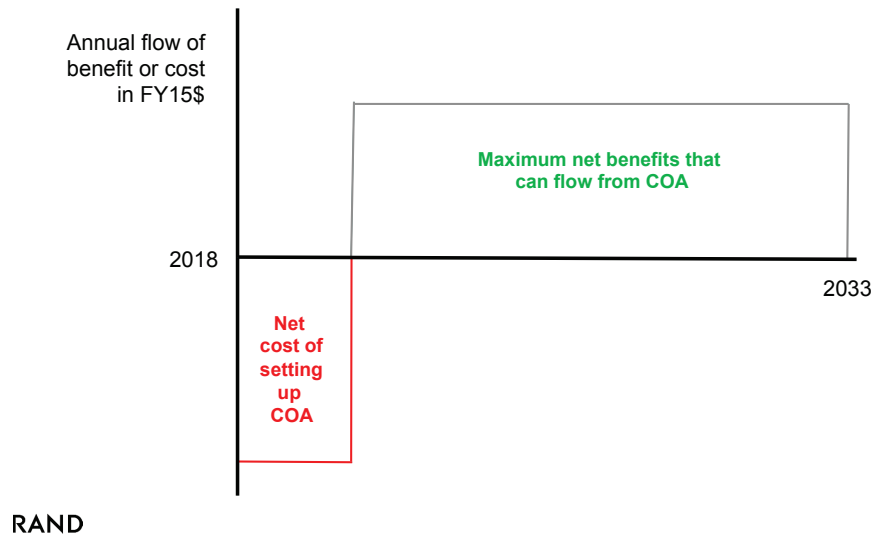 Annual flow of
benefit or cost
in FY15$
Maximum net benefits that
can flow from COA
2018
2033
Net
cost of
setting
up
COA
RAND